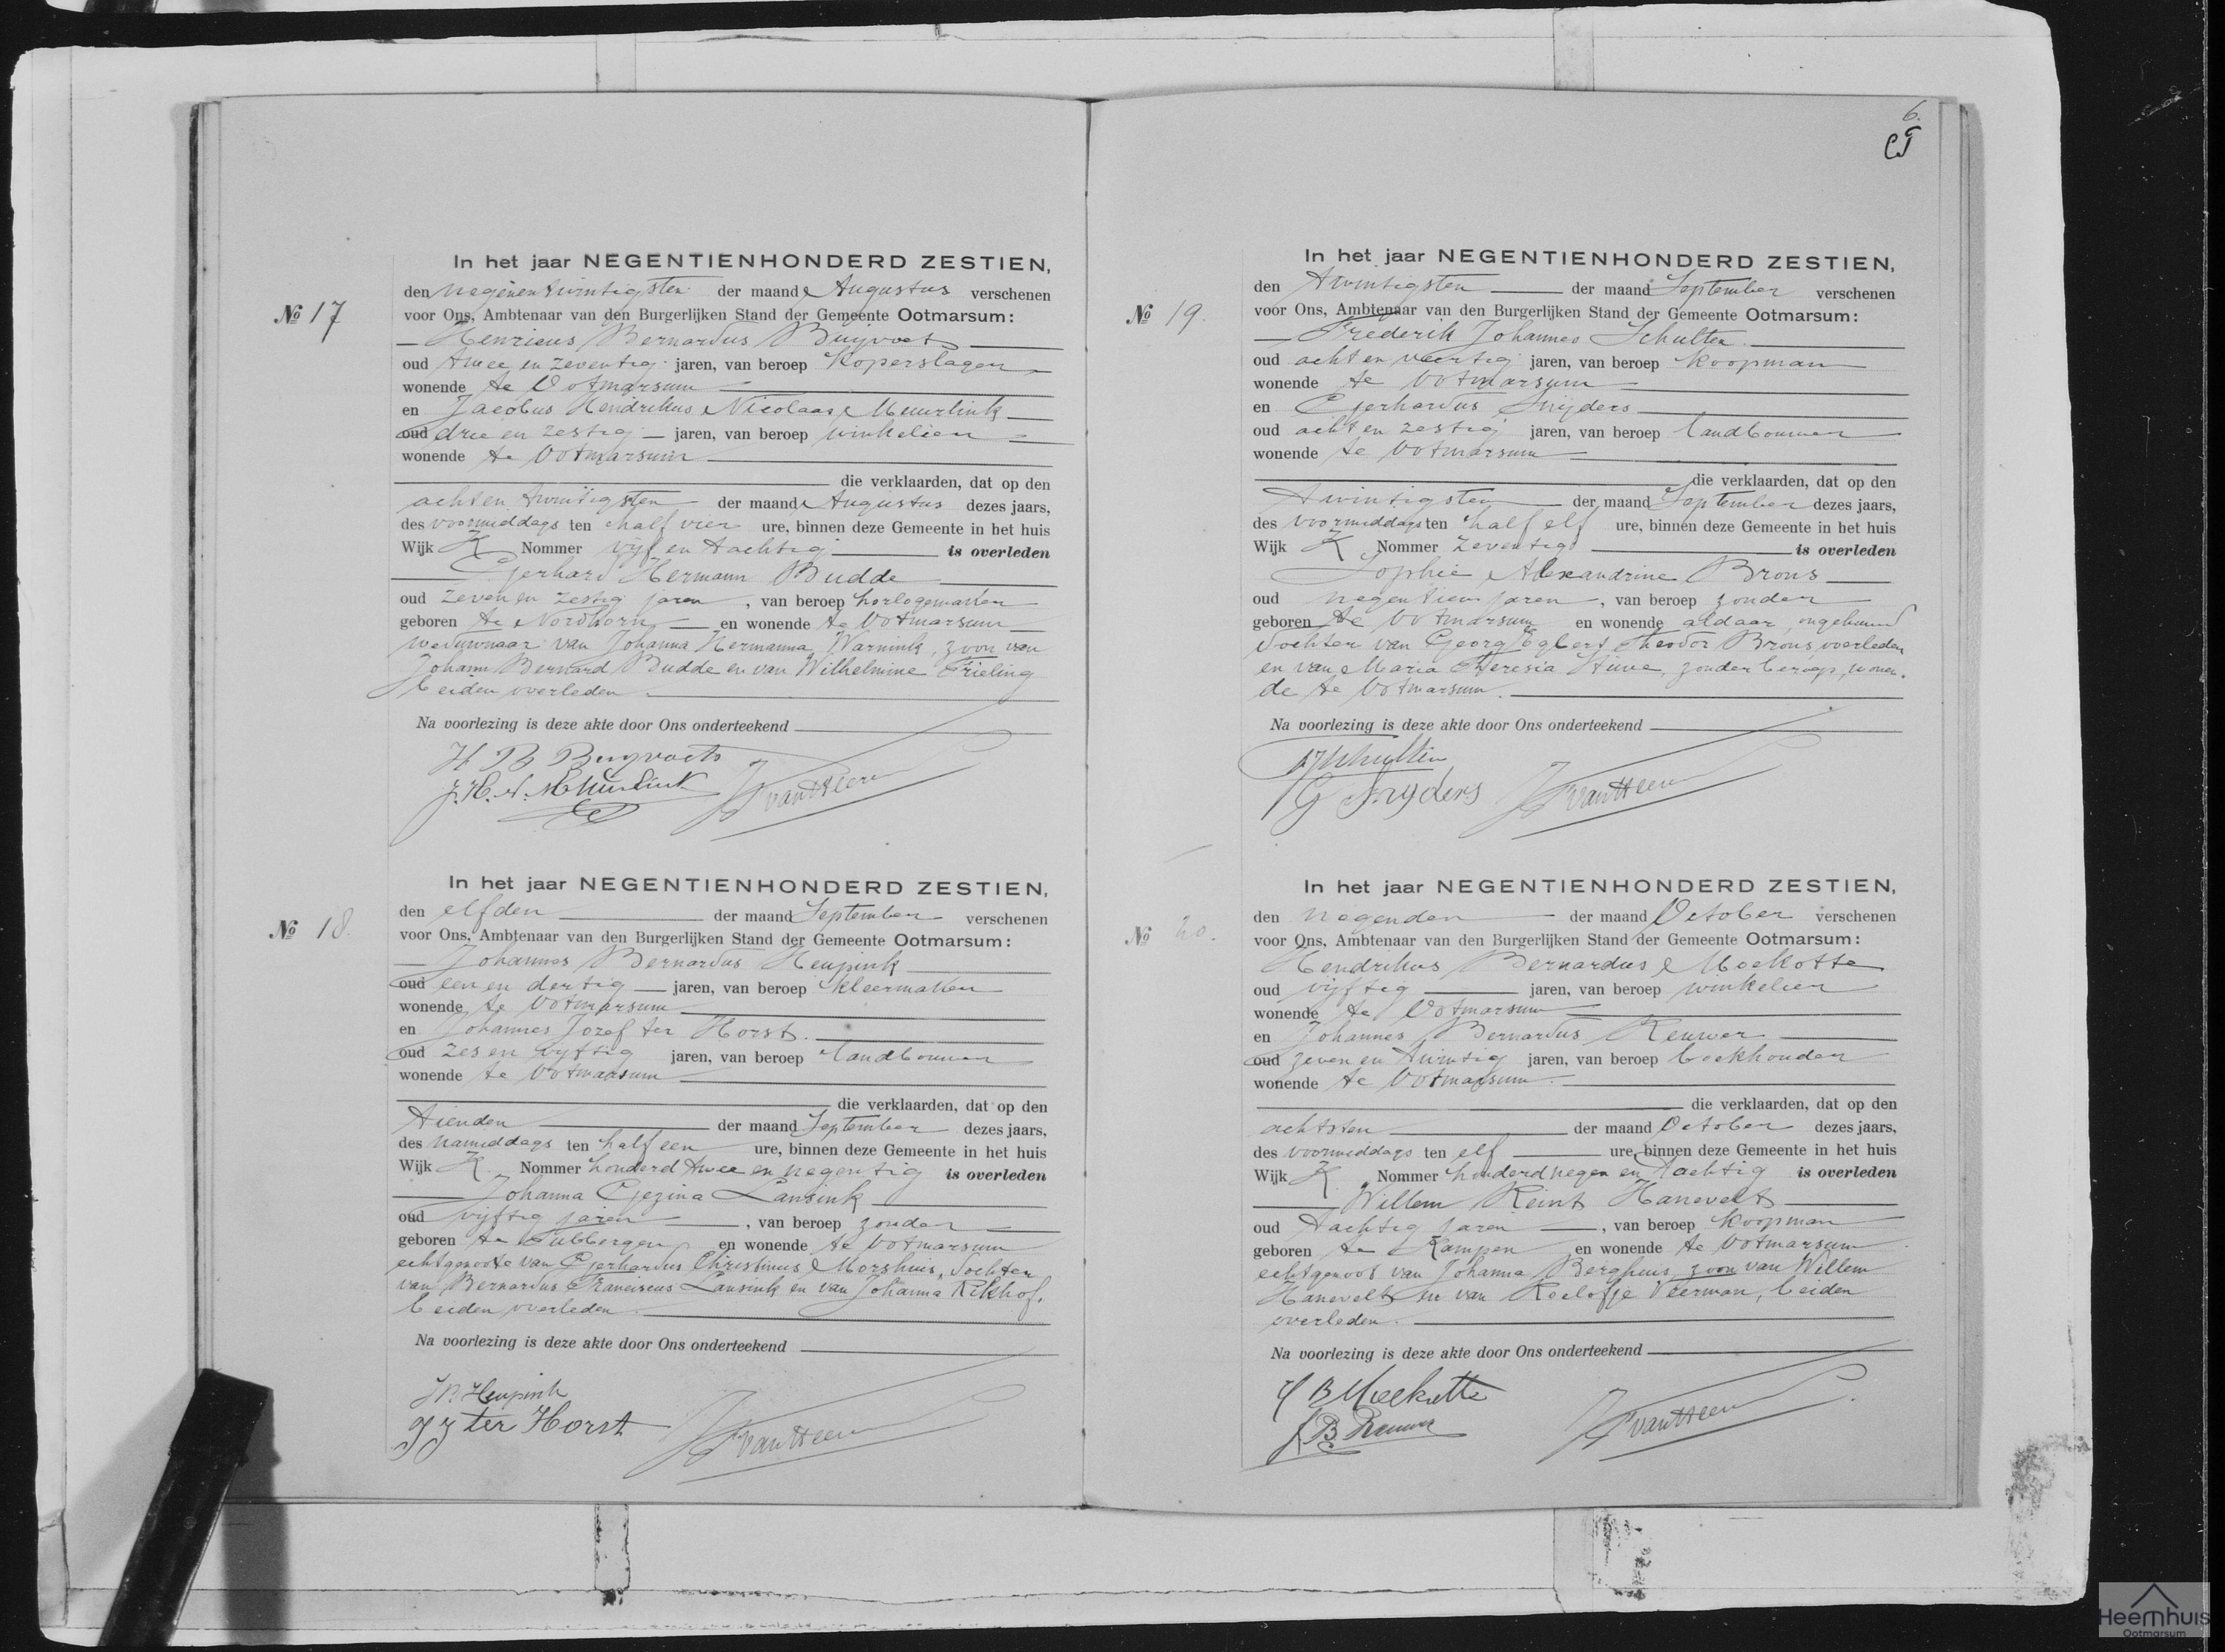 6.
In het jaar NEGENTIENHONDERD ZESTIEN,
den negenentwintigsten der maand Augustus verschenen
No 17 voor Ons, Ambtenaar van den Burgerlijken Stand der Gemeente Ootmarsum:
Henricus Bernardus Buijvoets
oud twee en zeventig jaren, van beroep koperslager
wonende te Ootmarsum
en Jacobus Hendrikus Nicolaas Meurlink
oud drie en zestig jaren, van beroep winkelier
wonende te Ootmarsum
die verklaarden, dat op den
acht en twintigsten der maand Augustus dezes jaars,
des voormiddags ten half vier ure, binnen deze Gemeente in het huis
Wijk K Nommer vijf en tachtig is overleden
Gerhard Hermann Budde
oud zeven en zestig jaren, van beroep horlogemaker
geboren te Nordhorn en wonende te Ootmarsum
weduwnaar van Johanna Hermanna Warnink, zoon van
Johann Bernard Budde en van Wilhelmine Frieling
beiden overleden
Na voorlezing is deze akte door Ons onderteekend
H B Buyvoets
J. H. N. Meurlink van Heen
In het jaar NEGENTIENHONDERD ZESTIEN,
den elfden der maand September verschenen
No 18. voor Ons, Ambtenaar van den Burgerlijken Stand der Gemeente Ootmarsum:
Johannes Bernardus Heupink
oud een en dertig jaren, van beroep kleermaker
wonende te Ootmarsum
en Johannes Jozef ter Horst.
oud zes en vijftig jaren, van beroep landbouwer
wonende te Ootmarsum
die verklaarden, dat op den
tienden der maand September dezes jaars,
des namiddags ten half een ure, binnen deze Gemeente in het huis
Wijk K. Nommer honderd twee en negentig is overleden
Johanna Gezina Lansink
oud vijftig jaren, van beroep zonder
geboren te Tubbergen en wonende te Ootmarsum
echtgenoote van Gerhardus Christinus Morshuis, dochter
van Bernardus Franciscus Lansink en van Johanna Rikhof,
beiden overleden.
Na voorlezing is deze akte door Ons onderteekend
Heupink
J J ter Horst van Heen
In het jaar NEGENTIENHONDERD ZESTIEN,
den twintigsten der maand September verschenen
No 19. voor Ons, Ambtenaar van den Burgerlijken Stand der Gemeente Ootmarsum:
Frederik Johannes Schulten
oud acht en veertig jaren, van beroep koopman
wonende te Ootmarsum
en Gerhardus Snijders
oud acht en zestig jaren, van beroep landbouwer
wonende te Ootmarsum
die verklaarden, dat op den
twintigsten der maand September dezes jaars,
des voormiddags ten half elf ure, binnen deze Gemeente in het huis
Wijk K Nommer zeventig is overleden
Sophie Alexandrine Brons
oud negentien jaren, van beroep zonder
geboren te Ootmarsum en wonende aldaar, ongehuwd
dochter van Georg Egbert Theodor Brons, overleden
en van Maria Theresia Stüve, zonder beroep, wonen-
de te Ootmarsum.
Na voorlezing is deze akte door Ons onderteekend
Schulten
G Snyders van Heen
In het jaar NEGENTIENHONDERD ZESTIEN,
den negenden der maand October verschenen
No 20. voor Ons, Ambtenaar van den Burgerlijken Stand der Gemeente Ootmarsum:
Hendrikus Bernardus Moekotte
oud vijftig jaren, van beroep winkelier
wonende te Ootmarsum
en Johannes Bernardus Reuwer
oud zeven en twintig jaren, van beroep boekhouder
wonende te Ootmarsum.
die verklaarden, dat op den
achtsten der maand October dezes jaars,
des voormiddags ten elf ure, binnen deze Gemeente in het huis
Wijk K Nommer honderd negen en tachtig is overleden
Willem Reint Hanevelt
oud tachtig jaren, van beroep koopman
geboren te Kampen en wonende te Ootmarsum
echtgenoot van Johanna Berghuis, zoon van Willem
Hanevelt en van Roelofje Veerman, beiden
overleden.
Na voorlezing is deze akte door Ons onderteekend
H B Moekotte
J B Reuwer van Heen
Heemhuis
Ootmarsum